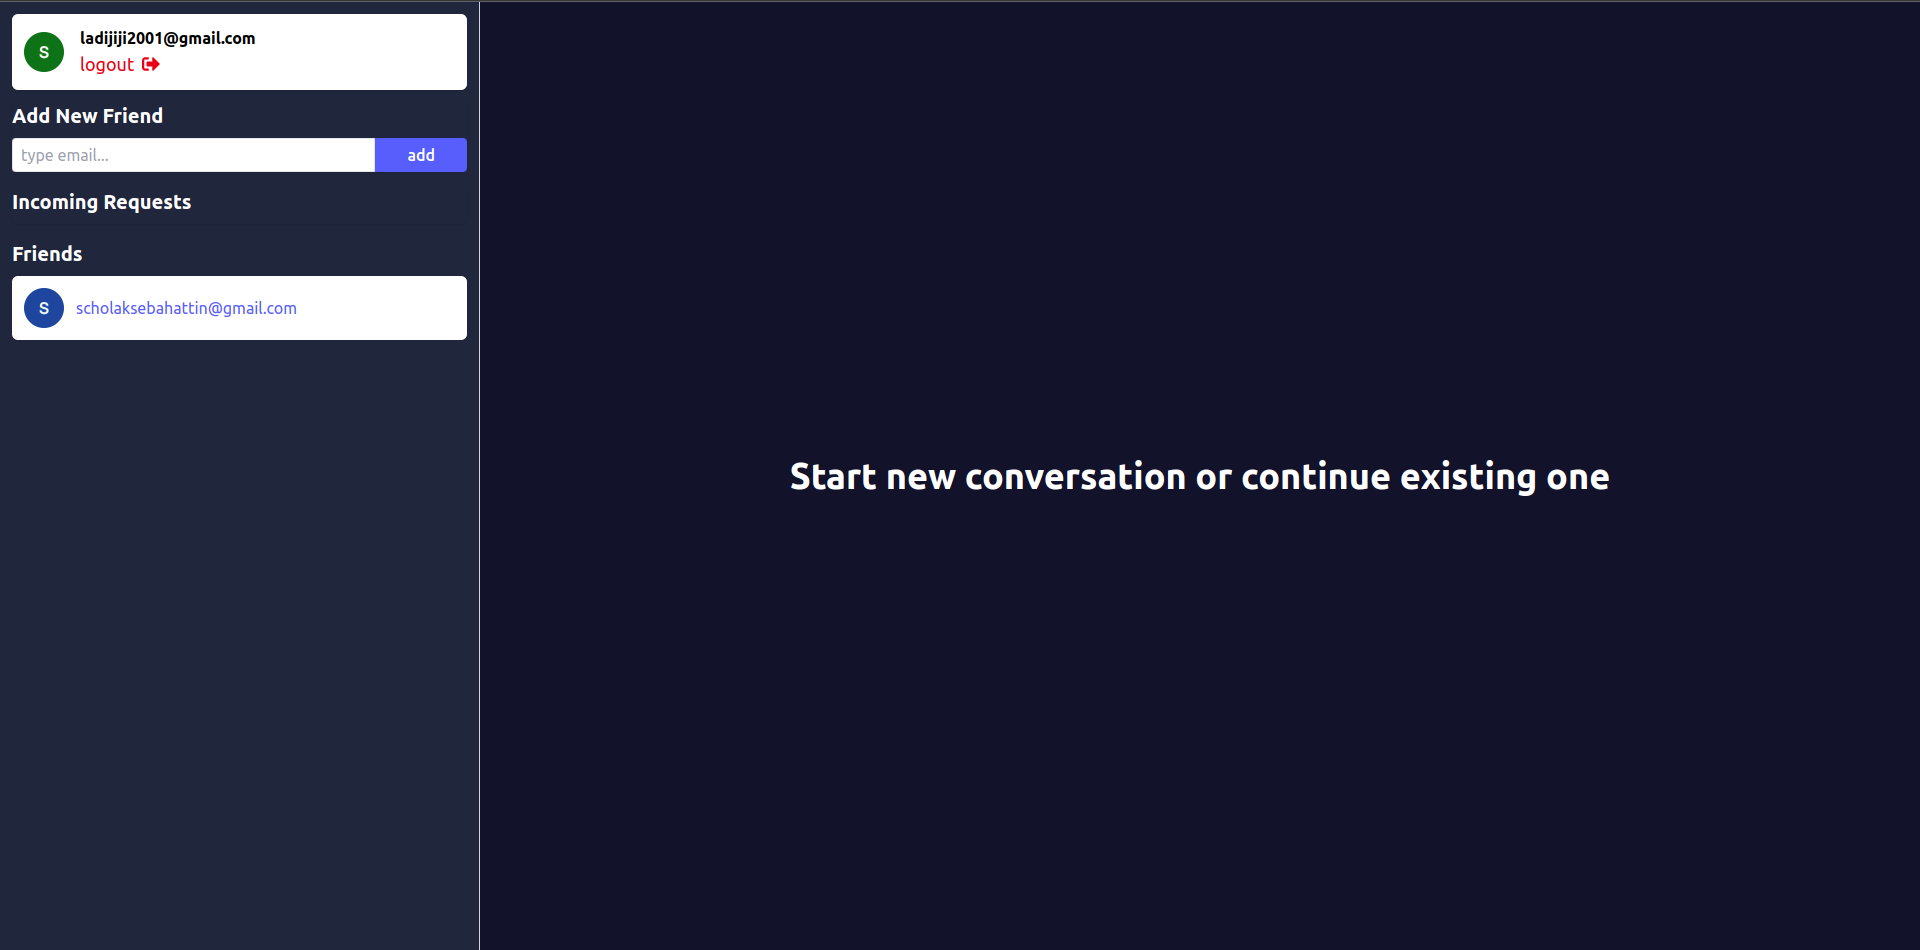 S
ladijiji2001@gmail.com
logout
Add New Friend
type email...
add
Incoming Requests
Friends
S
scholaksebahattin@gmail.com
Start new conversation or continue existing one